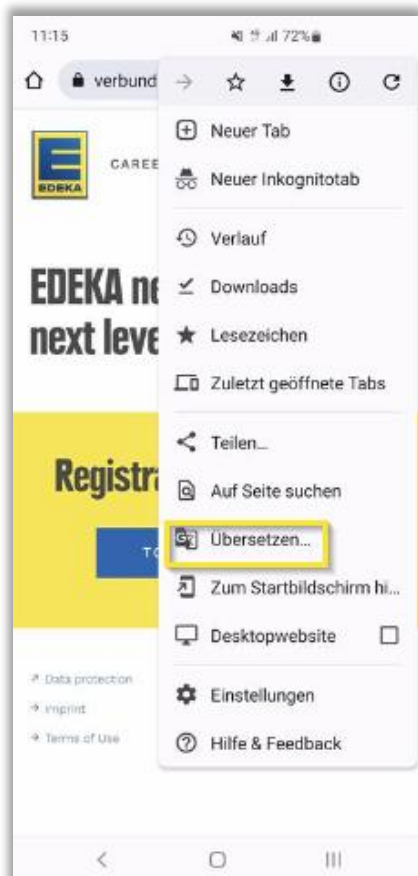 11:15
72%
verbund
EDEKA
CAREE
EDEKA ne
next leve
Registra
TO
Data protection
Imprint
Terms of Use
Neuer Tab
Neuer Inkognitotab
Verlauf
Downloads
Lesezeichen
Zuletzt geöffnete Tabs
Teilen...
Auf Seite suchen
Übersetzen...
Zum Startbildschirm hi...
Desktopwebsite
Einstellungen
Hilfe & Feedback